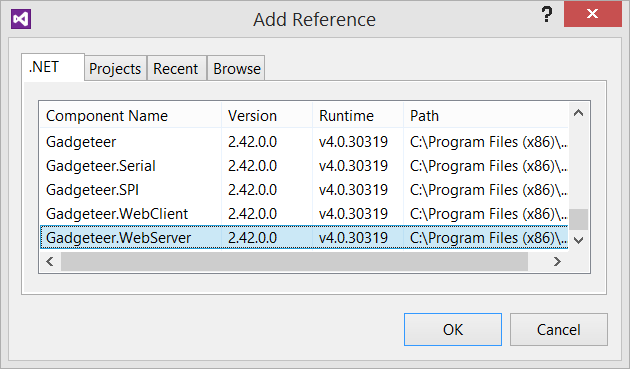 Add Reference
.NET Projects Recent Browse
Component Name Version Runtime Path
Gadgeteer 2.42.0.0 v4.0.30319 C:\Program Files (x86)\...
Gadgeteer.Serial 2.42.0.0 v4.0.30319 C:\Program Files (x86)\...
Gadgeteer.SPI 2.42.0.0 v4.0.30319 C:\Program Files (x86)\...
Gadgeteer.WebClient 2.42.0.0 v4.0.30319 C:\Program Files (x86)\...
Gadgeteer.WebServer 2.42.0.0 v4.0.30319 C:\Program Files (x86)\...
OK Cancel